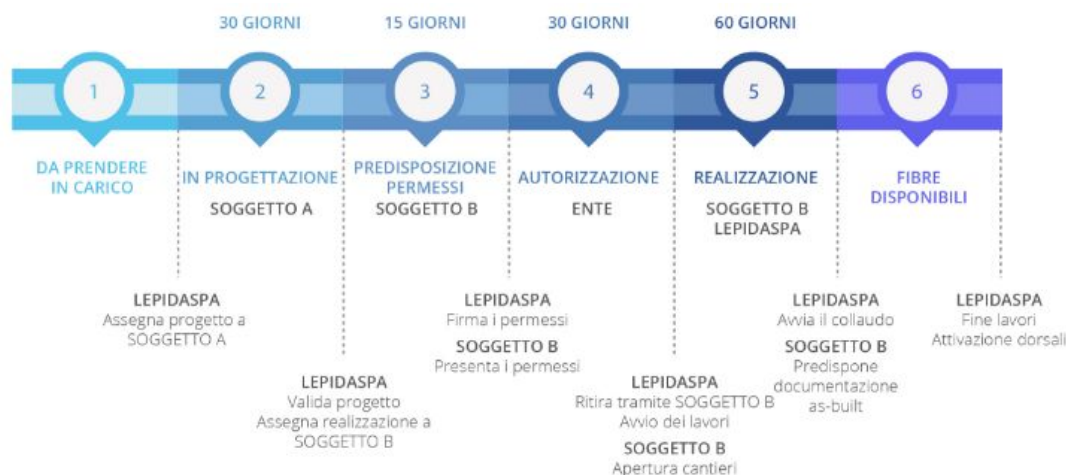 30 GIORNI
15 GIORNI
30 GIORNI
60 GIORNI
1
2
3
4
5
6
DA PRENDERE
IN CARICO
IN PROGETTAZIONE
SOGGETTO A
PREDISPOSIZIONE
PERMESSI
SOGGETTO B
AUTORIZZAZIONE
ENTE
REALIZZAZIONE
SOGGETTO B
LEPIDASPA
FIBRE
DISPONIBILI
LEPIDASPA
Assegna progetto a
SOGGETTO A
LEPIDASPA
Valida progetto
Assegna realizzazione a
SOGGETTO B
LEPIDASPA
Firma i permessi
SOGGETTO B
Presenta i permessi
LEPIDASPA
Ritira tramite SOGGETTO B
Avvio dei lavori
SOGGETTO B
Apertura cantieri
LEPIDASPA
Avvia il collaudo
SOGGETTO B
Predispone
documentazione
as-built
LEPIDASPA
Fine lavori
Attivazione dorsali